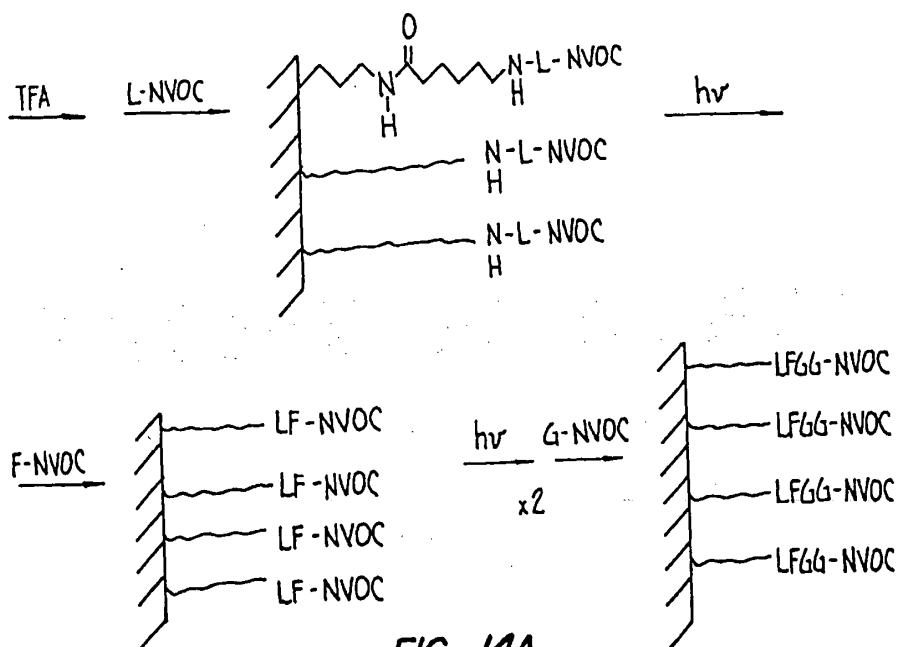 O
TFA
L-NVOC
N
H
N-L-NVOC
H
hν
N-L-NVOC
H
N-L-NVOC
H
F-NVOC
LF-NVOC
LF-NVOC
LF-NVOC
LF-NVOC
hν
G-NVOC
x2
LFGG-NVOC
LFGG-NVOC
LFGG-NVOC
LFGG-NVOC